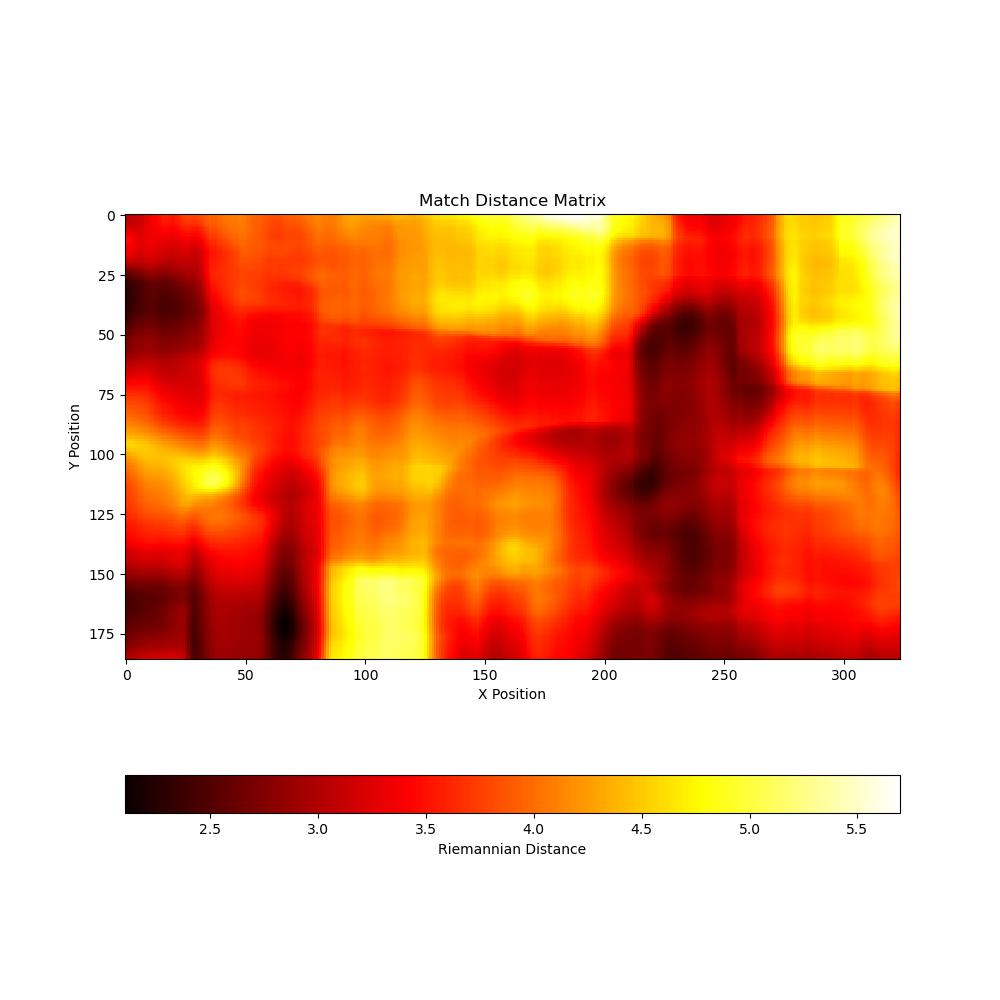 Match Distance Matrix
0
25
50
75
100
125
150
175
Y Position
0 50 100 150 200 250 300
X Position
2.5 3.0 3.5 4.0 4.5 5.0 5.5
Riemannian Distance